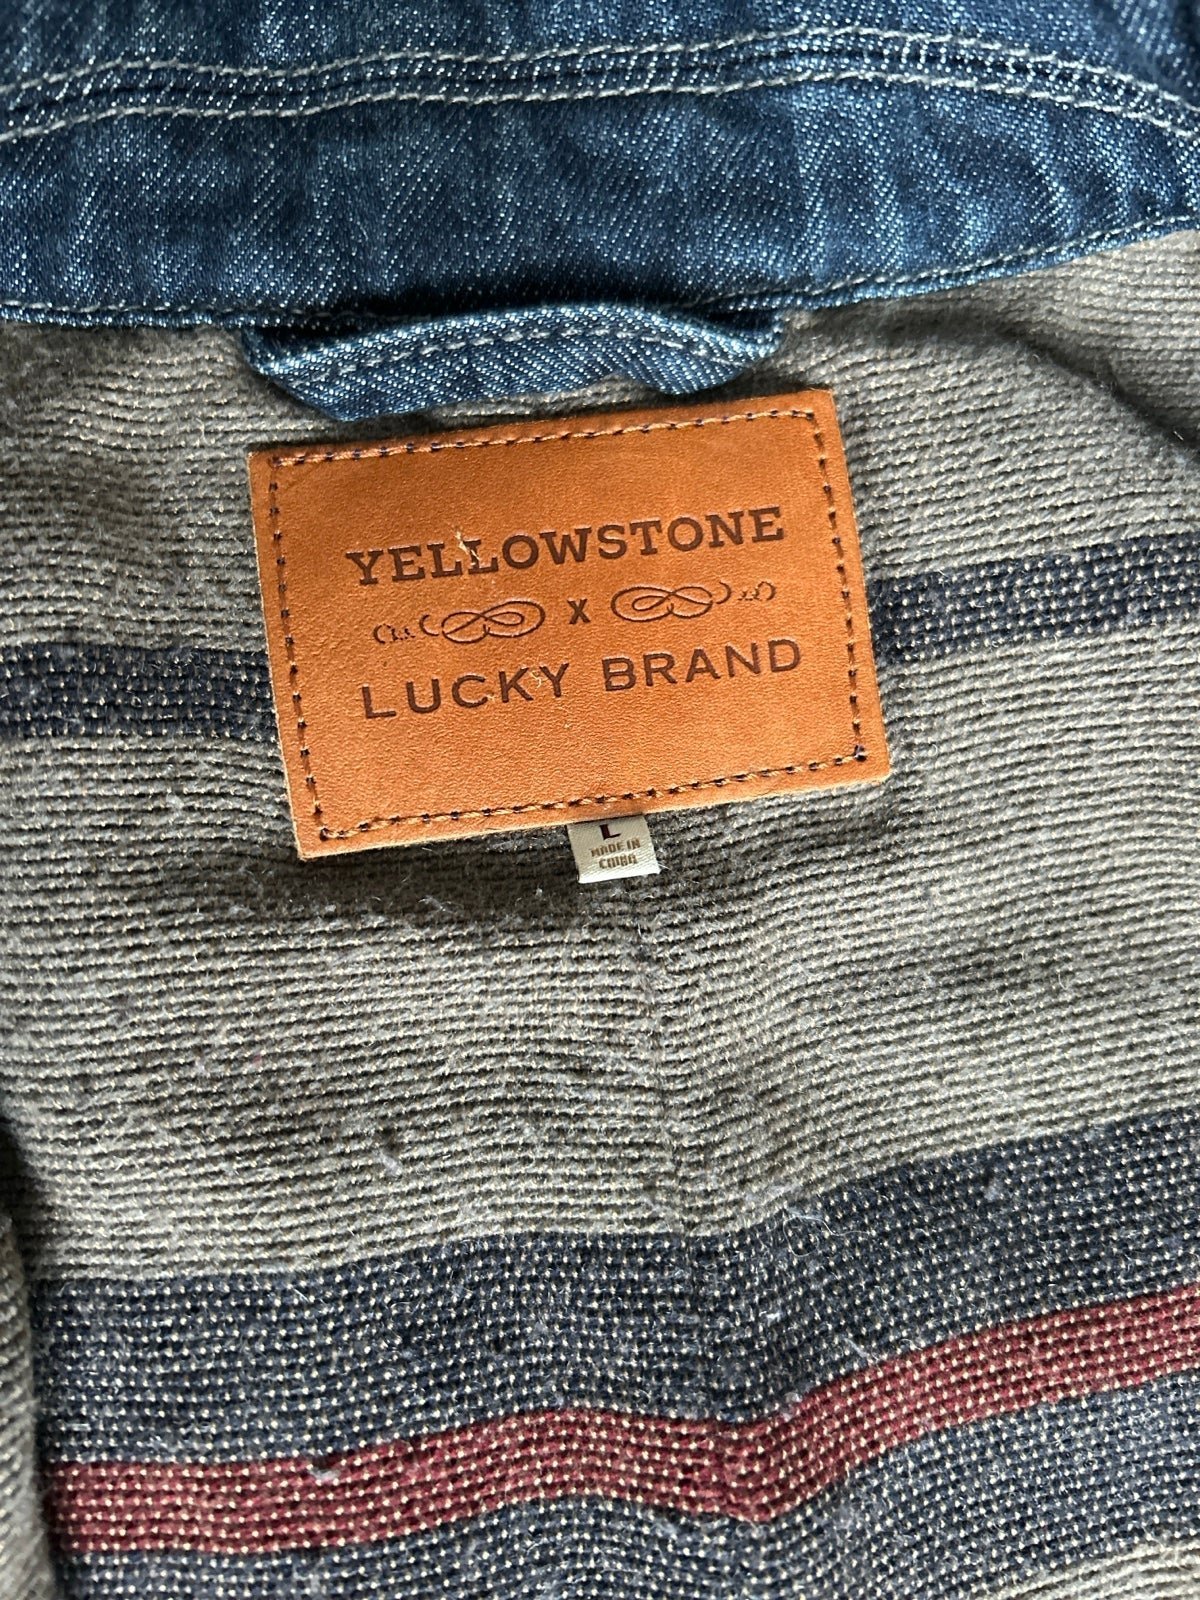 YELLOWSTONE
X
LUCKY BRAND
L
MADE IN
CHINA